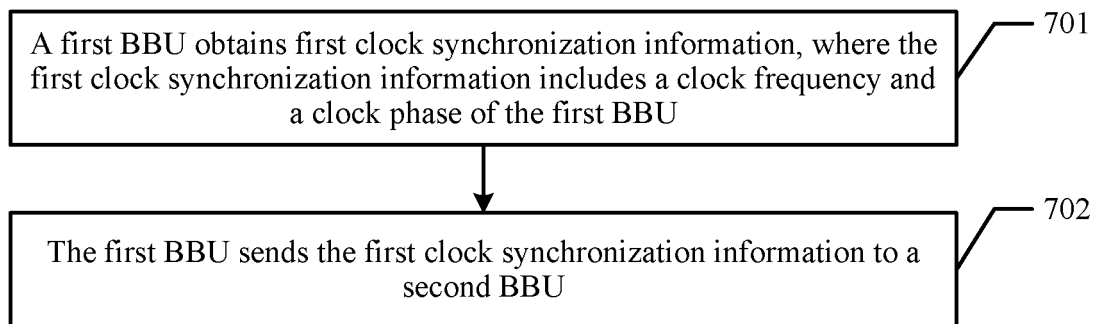 A first BBU obtains first clock synchronization information, where the
first clock synchronization information includes a clock frequency and
a clock phase of the first BBU
701
The first BBU sends the first clock synchronization information to a
second BBU
702